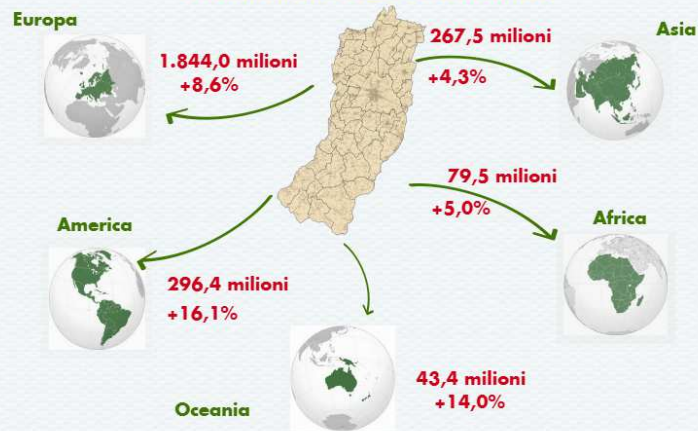 Europa
1.844,0 milioni
+8,6%
267,5 milioni
+4,3%
Asia
79,5 milioni
+5,0%
Africa
America
296,4 milioni
+16,1%
43,4 milioni
+14,0%
Oceania